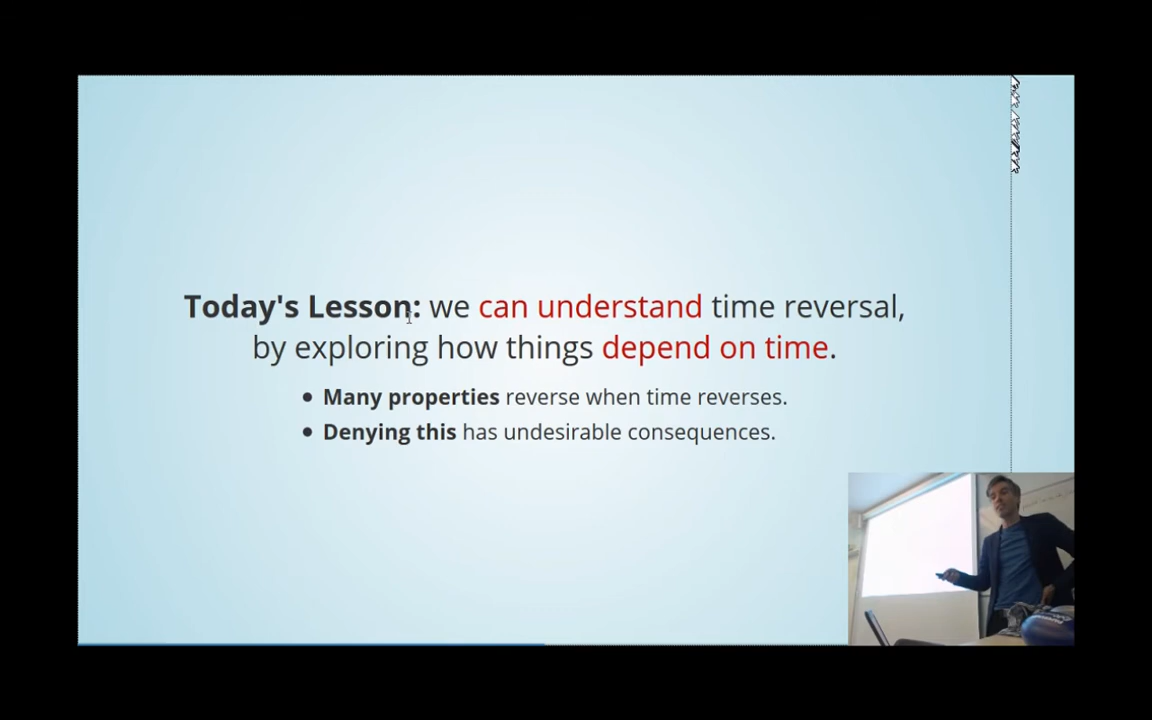 Today's Lesson: we can understand time reversal,
by exploring how things depend on time.
• Many properties reverse when time reverses.
• Denying this has undesirable consequences.